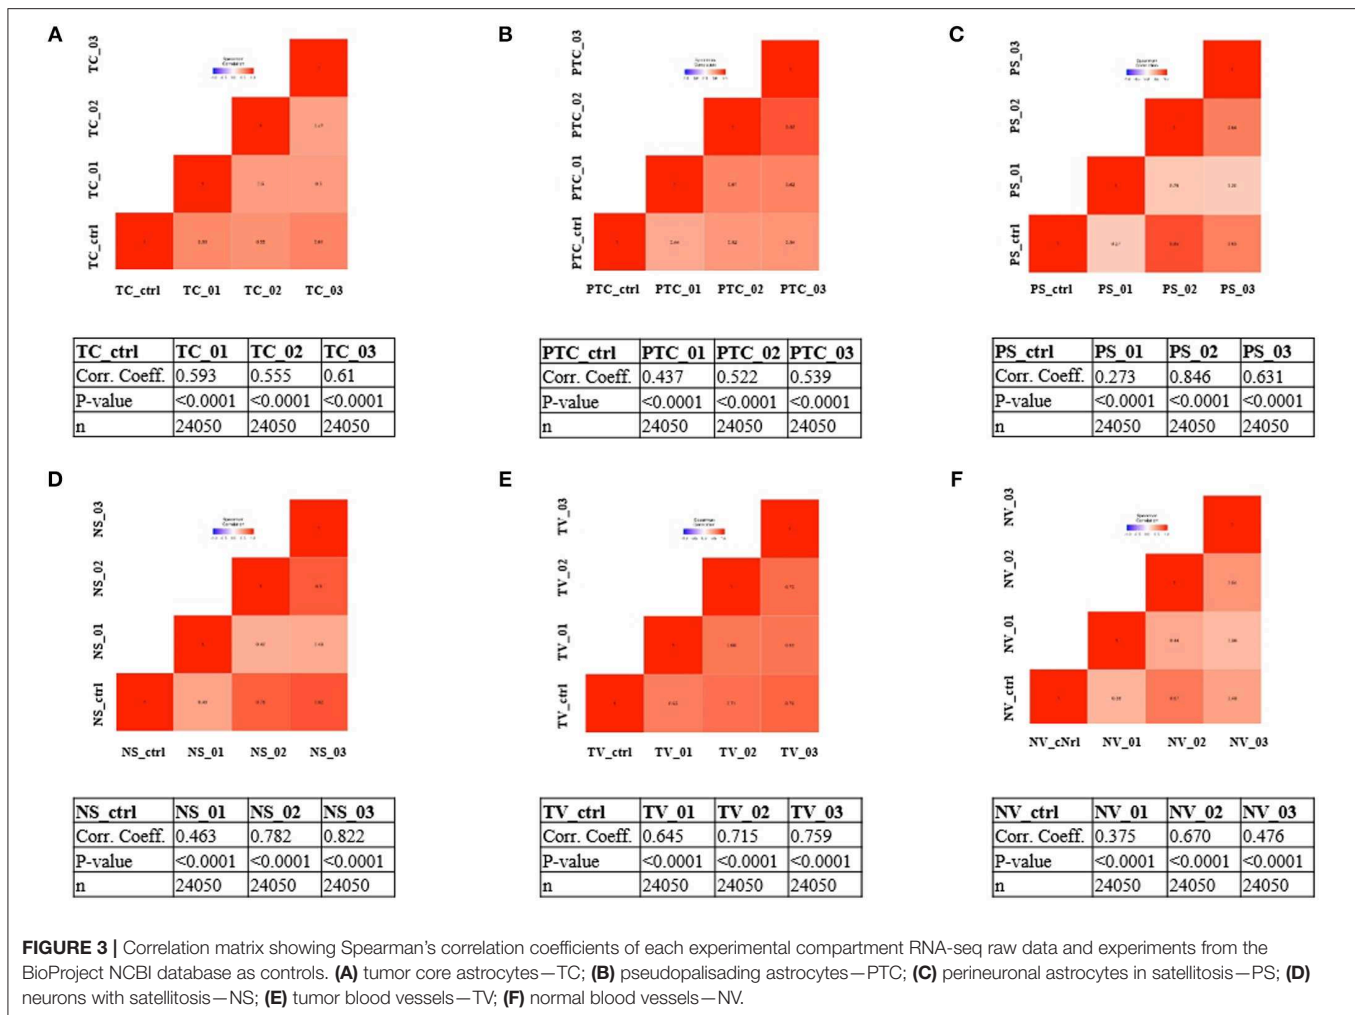 A
TC_03
TC_02
TC_01
TC_ctrl
Spearman
Correlation
TC_ctrl TC_01 TC_02 TC_03
TC_ctrl TC_01 TC_02 TC_03
Corr. Coeff. 0.593 0.555 0.61
P-value <0.0001 <0.0001 <0.0001
n 24050 24050 24050
B
PTC_03
PTC_02
PTC_01
PTC_ctrl
PTC_ctrl PTC_01 PTC_02 PTC_03
PTC_ctrl PTC_01 PTC_02 PTC_03
Corr. Coeff. 0.437 0.522 0.539
P-value <0.0001 <0.0001 <0.0001
n 24050 24050 24050
C
PS_03
PS_02
PS_01
PS_ctrl
PS_ctrl PS_01 PS_02 PS_03
PS_ctrl PS_01 PS_02 PS_03
Corr. Coeff. 0.273 0.846 0.631
P-value <0.0001 <0.0001 <0.0001
n 24050 24050 24050
D
NS_03
NS_02
NS_01
NS_ctrl
Spearman
Correlation
NS_ctrl NS_01 NS_02 NS_03
NS_ctrl NS_01 NS_02 NS_03
Corr. Coeff. 0.463 0.782 0.822
P-value <0.0001 <0.0001 <0.0001
n 24050 24050 24050
E
TV_03
TV_02
TV_01
TV_ctrl
TV_ctrl TV_01 TV_02 TV_03
TV_ctrl TV_01 TV_02 TV_03
Corr. Coeff. 0.645 0.715 0.759
P-value <0.0001 <0.0001 <0.0001
n 24050 24050 24050
F
NV_03
NV_02
NV_01
NV_ctrl
NV_cNrl NV_01 NV_02 NV_03
NV_ctrl NV_01 NV_02 NV_03
Corr. Coeff. 0.375 0.670 0.476
P-value <0.0001 <0.0001 <0.0001
n 24050 24050 24050
FIGURE 3 | Correlation matrix showing Spearman's correlation coefficients of each experimental compartment RNA-seq raw data and experiments from the
BioProject NCBI database as controls. (A) tumor core astrocytes—TC; (B) pseudopalisading astrocytes—PTC; (C) perineuronal astrocytes in satellitosis—PS; (D)
neurons with satellitosis—NS; (E) tumor blood vessels—TV; (F) normal blood vessels—NV.